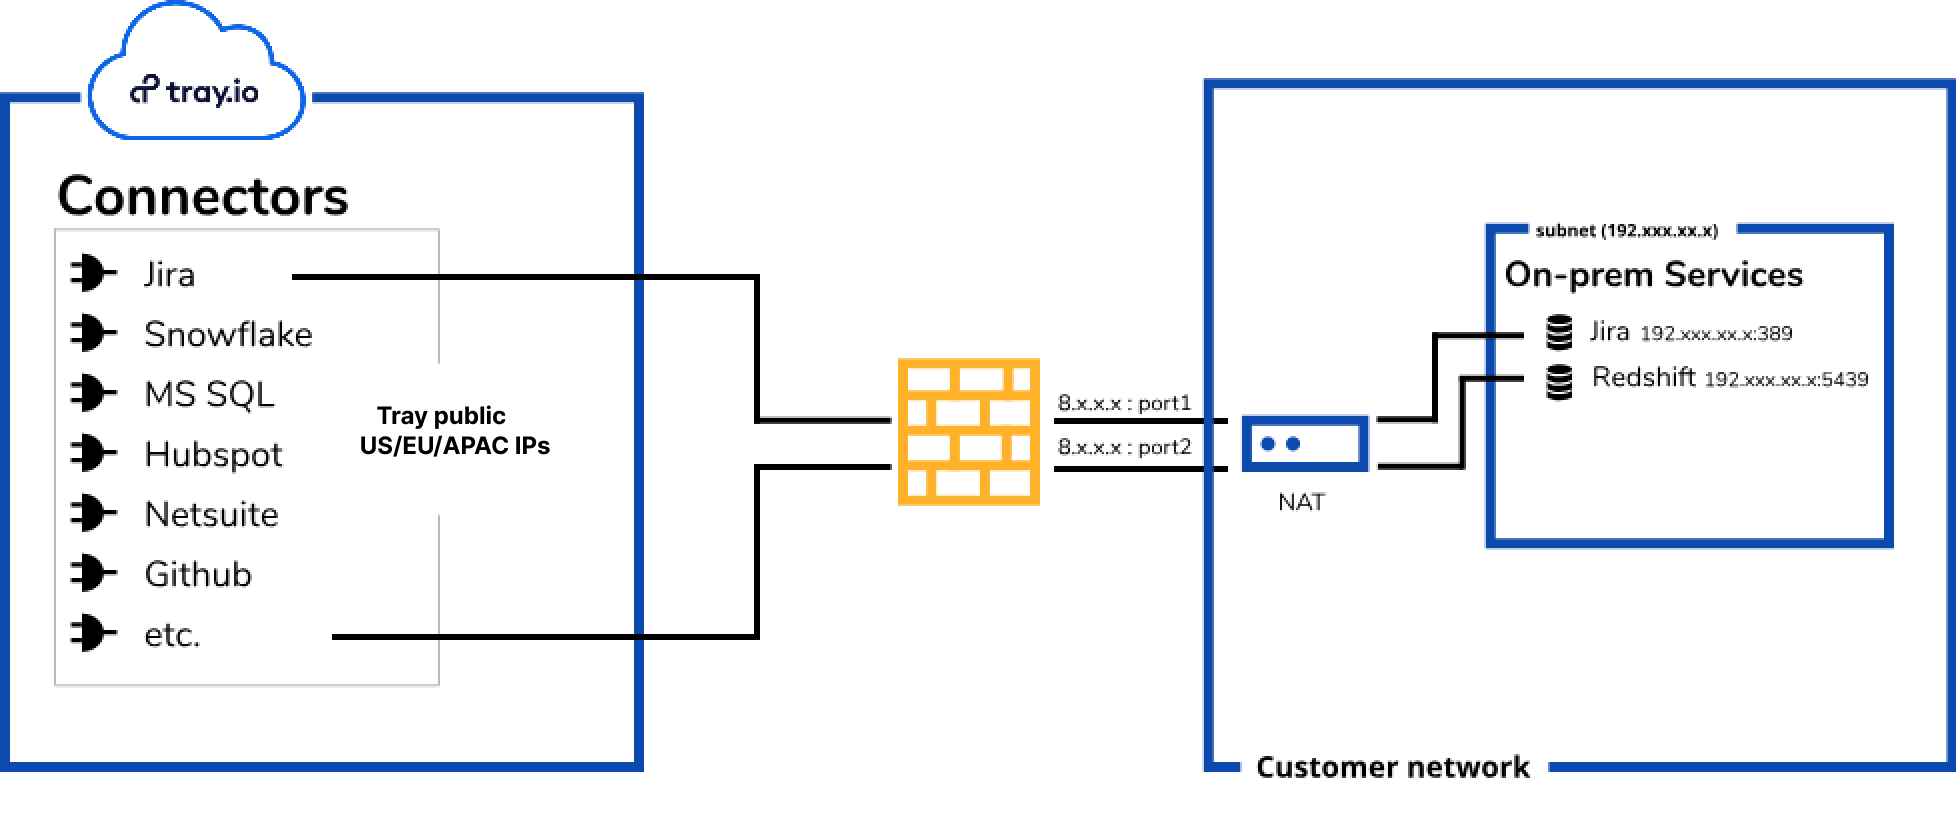 tray.io
Connectors
Jira
Snowflake
MS SQL
Hubspot
Netsuite
Github
etc.
Tray public
US/EU/APAC IPs
8.x.x.x : port1
8.x.x.x : port2
NAT
subnet (192.xxx.xx.x)
On-prem Services
Jira 192.xxx.xx.x:389
Redshift 192.xxx.xx.x:5439
Customer network